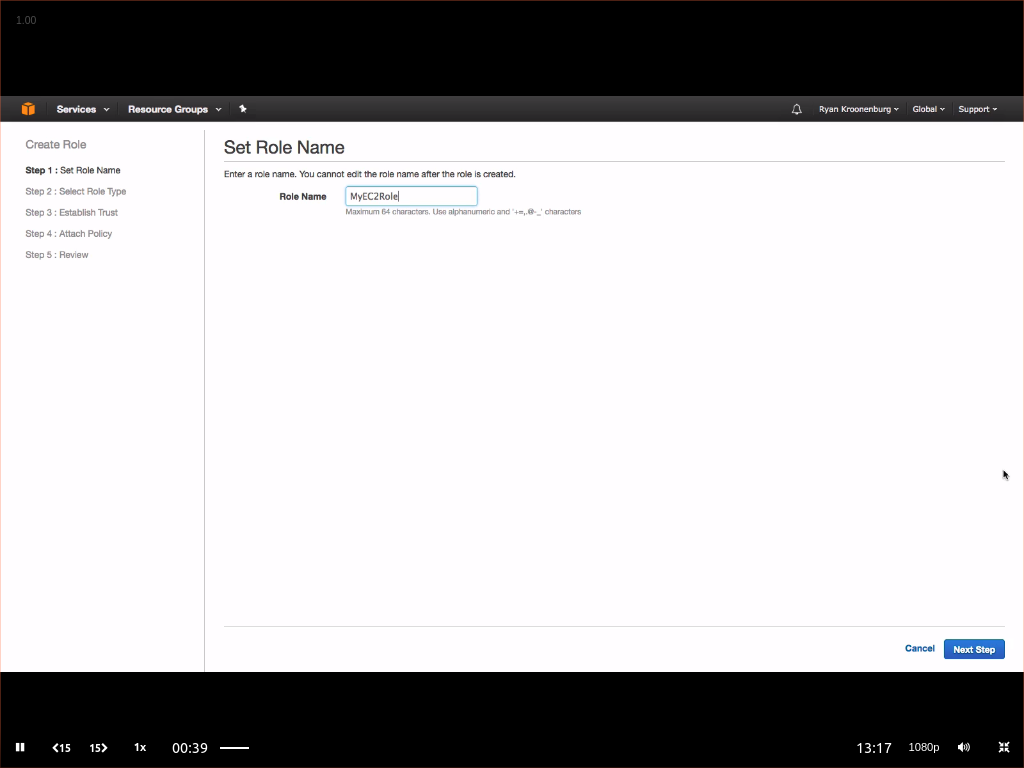 1.00
Services Resource Groups Ryan Kroonenburg Global Support
Create Role
Step 1 : Set Role Name
Step 2 : Select Role Type
Step 3 : Establish Trust
Step 4 : Attach Policy
Step 5 : Review
Set Role Name
Enter a role name. You cannot edit the role name after the role is created.
Role Name MyEC2Role
Maximum 64 characters. Use alphanumeric and '+=,.@-_' characters
Cancel Next Step
15 15 1x 00:39 13:17 1080p